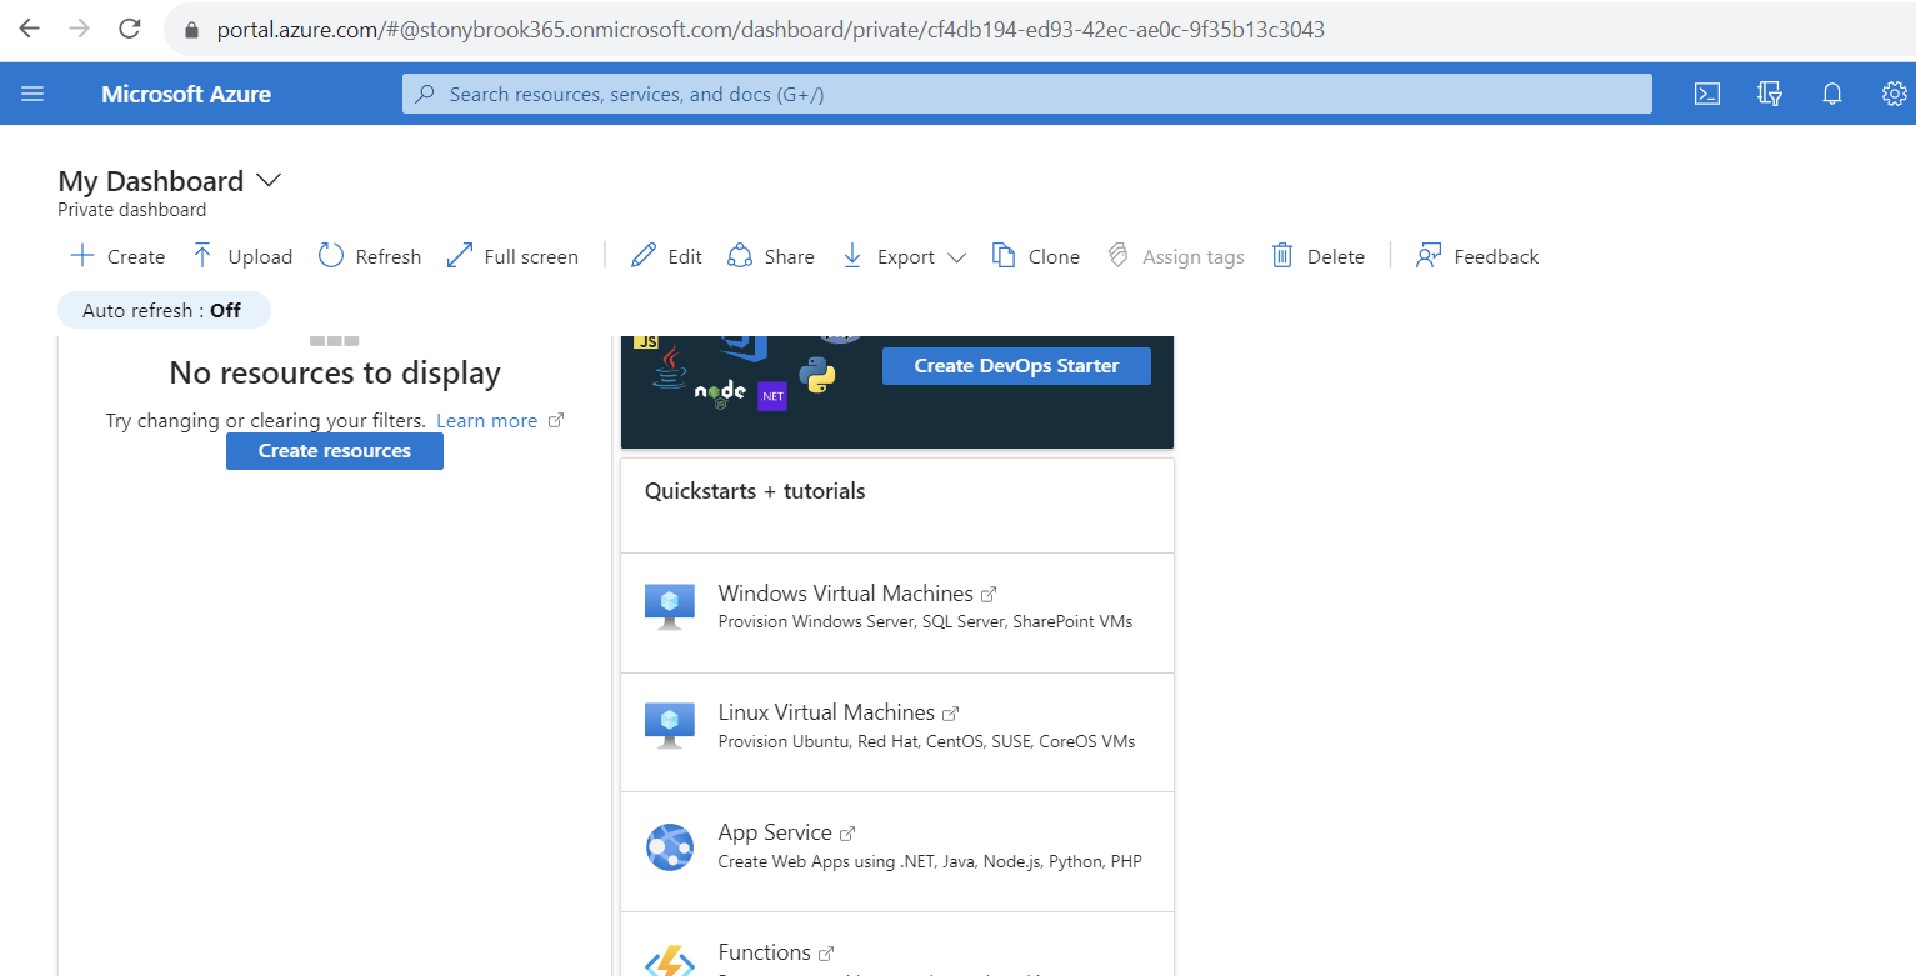 portal.azure.com/#@stonybrook365.onmicrosoft.com/dashboard/private/cf4db194-ed93-42ec-ae0c-9f35b13c3043
Microsoft Azure
Search resources, services, and docs (G+/)
My Dashboard
Private dashboard
Create Upload Refresh Full screen Edit Share Export Clone Assign tags Delete Feedback
Auto refresh : Off
No resources to display
Try changing or clearing your filters. Learn more
Create resources
JS
node
JS
.NET
Create DevOps Starter
Quickstarts + tutorials
Windows Virtual Machines
Provision Windows Server, SQL Server, SharePoint VMs
Linux Virtual Machines
Provision Ubuntu, Red Hat, CentOS, SUSE, CoreOS VMs
App Service
Create Web Apps using .NET, Java, Node.js, Python, PHP
Functions